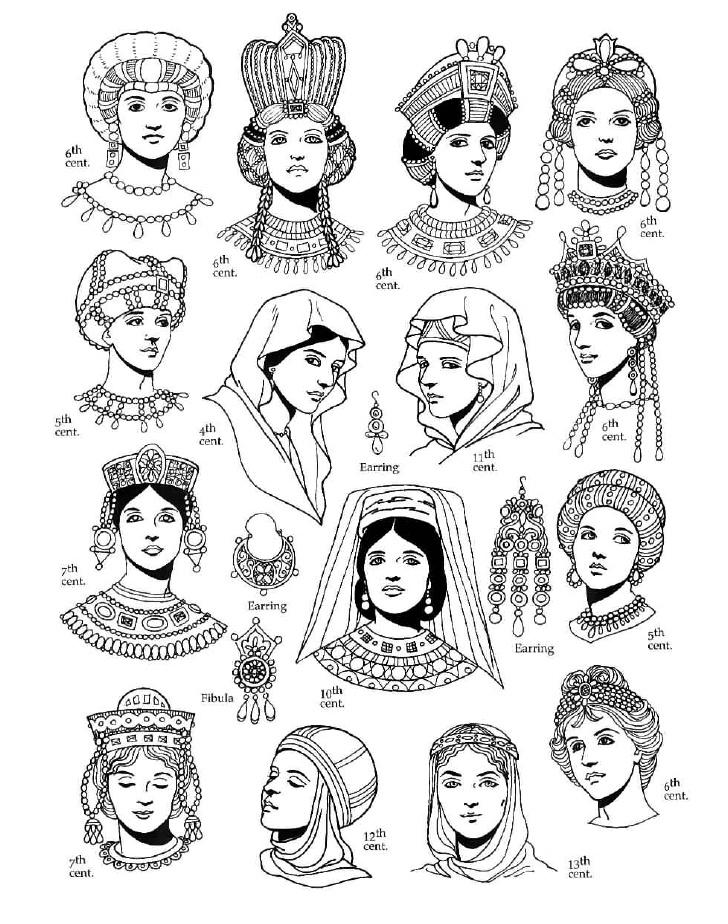 6th
cent.
6th
cent.
6th
cent.
6th
cent.
5th
cent.
4th
cent.
Earring
11th
cent.
6th
cent.
7th
cent.
Earring
Fibula
10th
cent.
Earring
5th
cent.
7th
cent.
12th
cent.
13th
cent.
6th
cent.